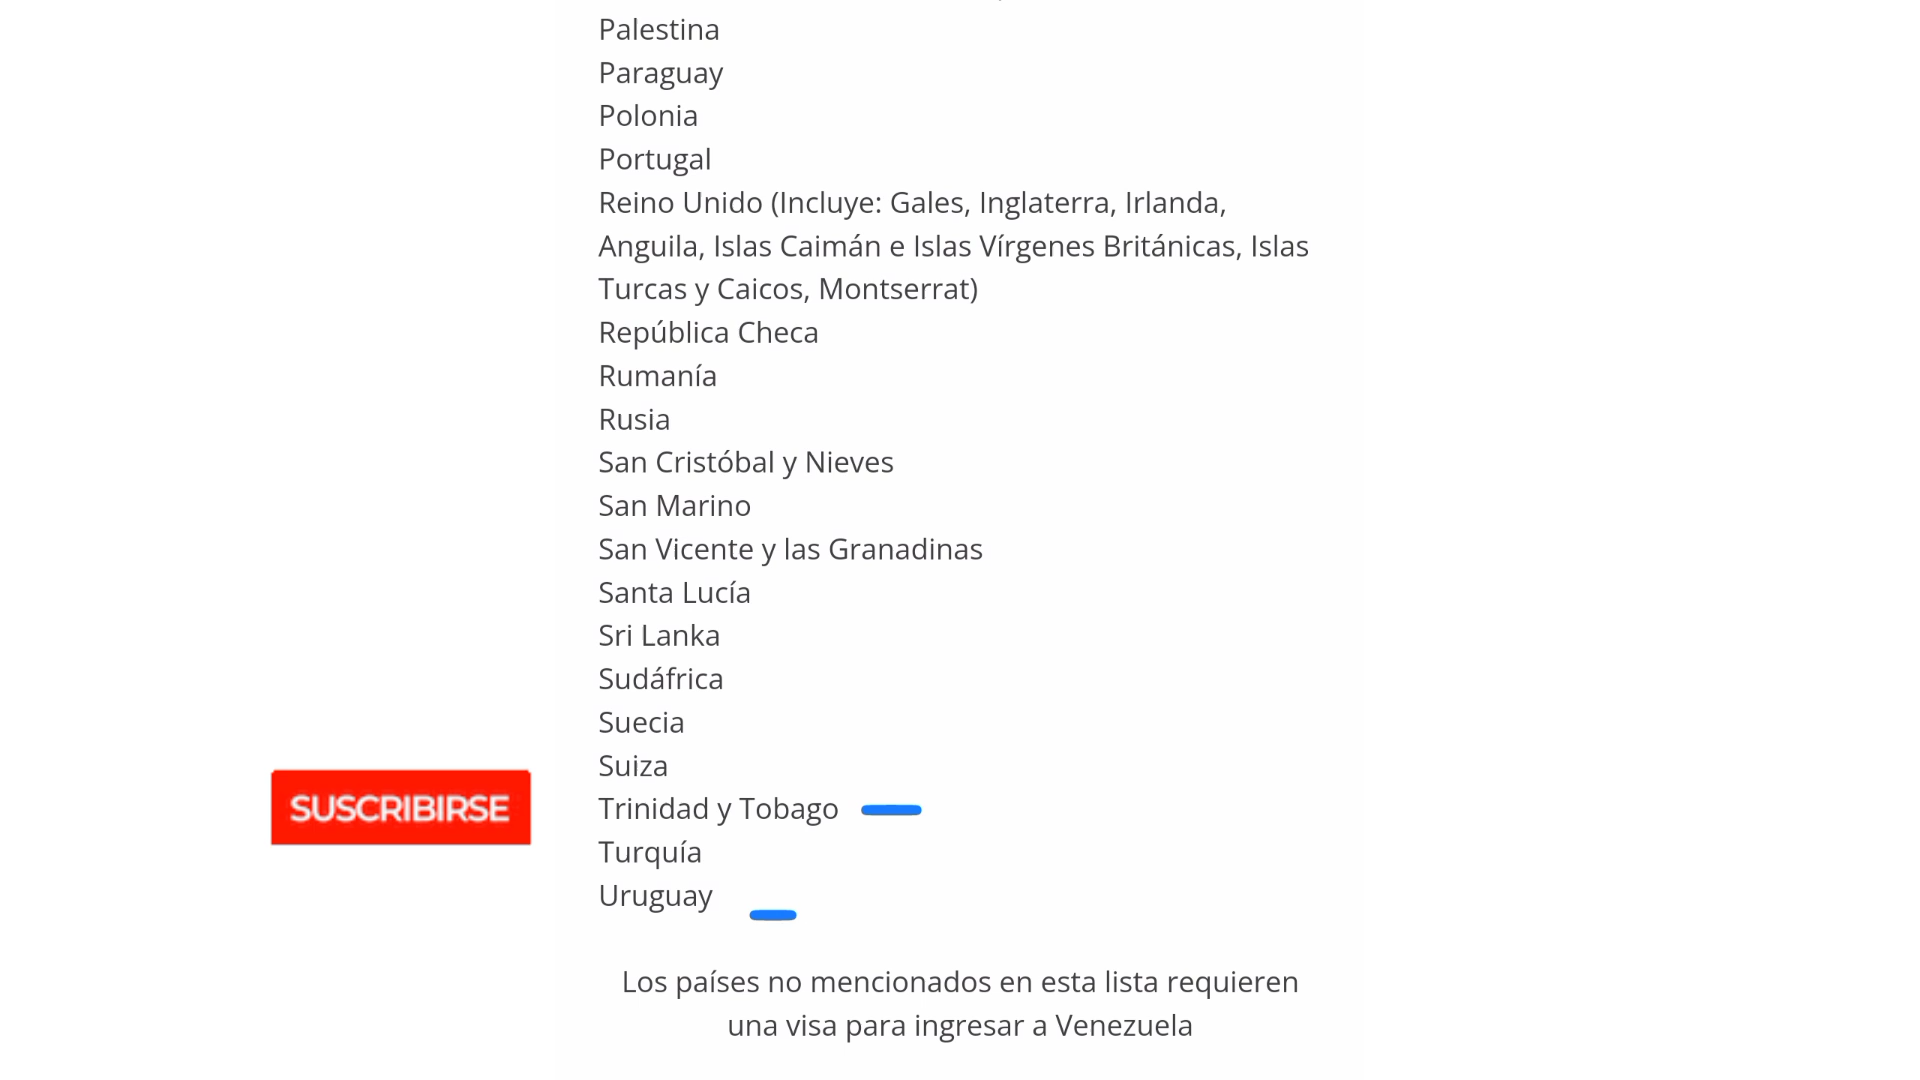 Palestina
Paraguay
Polonia
Portugal
Reino Unido (Incluye: Gales, Inglaterra, Irlanda,
Anguila, Islas Caimán e Islas Vírgenes Británicas, Islas
Turcas y Caicos, Montserrat)
República Checa
Rumanía
Rusia
San Cristóbal y Nieves
San Marino
San Vicente y las Granadinas
Santa Lucía
Sri Lanka
Sudáfrica
Suecia
Suiza
SUSCRIBIRSE
Trinidad y Tobago
Turquía
Uruguay
Los países no mencionados en esta lista requieren
una visa para ingresar a Venezuela